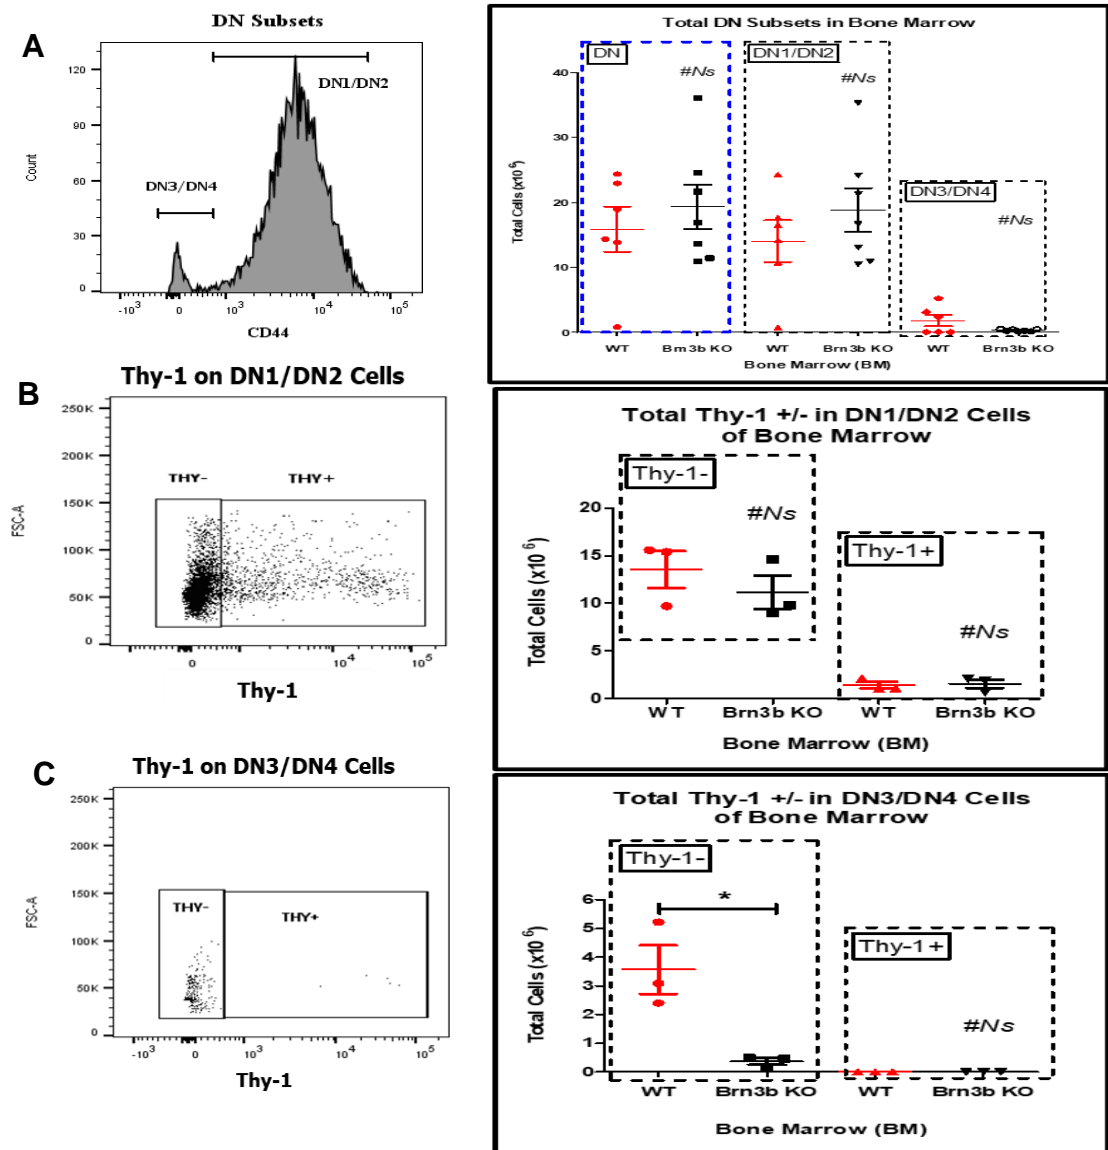 A
DN Subsets
120
90
60
30
0
Count
DN1/DN2
DN3/DN4
-10³ 0 10³ 10⁴ 10⁵
CD44
Total DN Subsets in Bone Marrow
DN
DN1/DN2
DN3/DN4
#Ns
#Ns
#Ns
40
30
20
10
0
Total Cells (x10⁶)
WT Brn3b KO WT Brn3b KO WT Brn3b KO
Bone Marrow (BM)
B
Thy-1 on DN1/DN2 Cells
250K
200K
150K
100K
50K
0
FSC-A
THY- THY+
0 10⁴ 10⁵
Thy-1
Total Thy-1 +/- in DN1/DN2 Cells
of Bone Marrow
Thy-1-
#Ns
Thy-1+
#Ns
20
15
10
5
0
Total Cells (x10⁶)
WT Brn3b KO WT Brn3b KO
Bone Marrow (BM)
C
Thy-1 on DN3/DN4 Cells
250K
200K
150K
100K
50K
0
FSC-A
THY- THY+
-10³ 0 10³ 10⁴ 10⁵
Thy-1
Total Thy-1 +/- in DN3/DN4 Cells
of Bone Marrow
Thy-1-
*
Thy-1+
#Ns
6
5
4
3
2
1
0
Total Cells (x10⁶)
WT Brn3b KO WT Brn3b KO
Bone Marrow (BM)